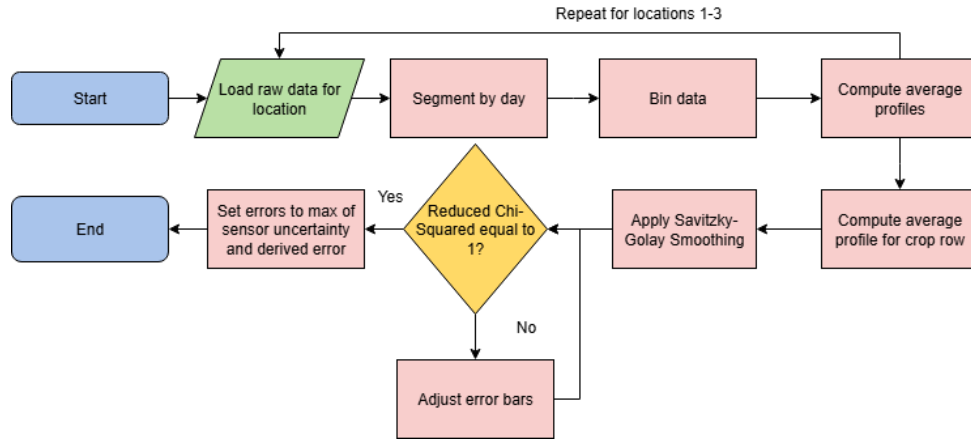 Repeat for locations 1-3
Start
Load raw data for
location
Segment by day
Bin data
Compute average
profiles
End
Set errors to max of
sensor uncertainty
and derived error
Yes
Reduced Chi-
Squared equal to
1?
Apply Savitzky-
Golay Smoothing
Compute average
profile for crop row
No
Adjust error bars